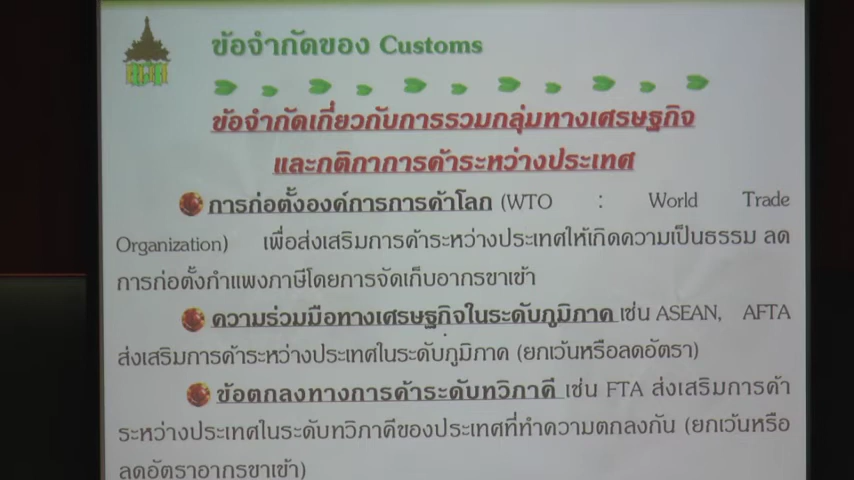 ข้อจำกัดของ Customs
ข้อจำกัดเกี่ยวกับการรวมกลุ่มทางเศรษฐกิจ
และกติกาการค้าระหว่างประเทศ
การก่อตั้งองค์การการค้าโลก (WTO : World Trade
Organization) เพื่อส่งเสริมการค้าระหว่างประเทศให้เกิดความเป็นธรรม ลด
การก่อตั้งกำแพงภาษีโดยการจัดเก็บอากรขาเข้า
ความร่วมมือทางเศรษฐกิจในระดับภูมิภาค เช่น ASEAN, AFTA
ส่งเสริมการค้าระหว่างประเทศในระดับภูมิภาค (ยกเว้นหรือลดอัตรา)
ข้อตกลงทางการค้าระดับทวิภาคี เช่น FTA ส่งเสริมการค้า
ระหว่างประเทศในระดับทวิภาคีของประเทศที่ทำความตกลงกัน (ยกเว้นหรือ
ลดอัตราอากรขาเข้า)